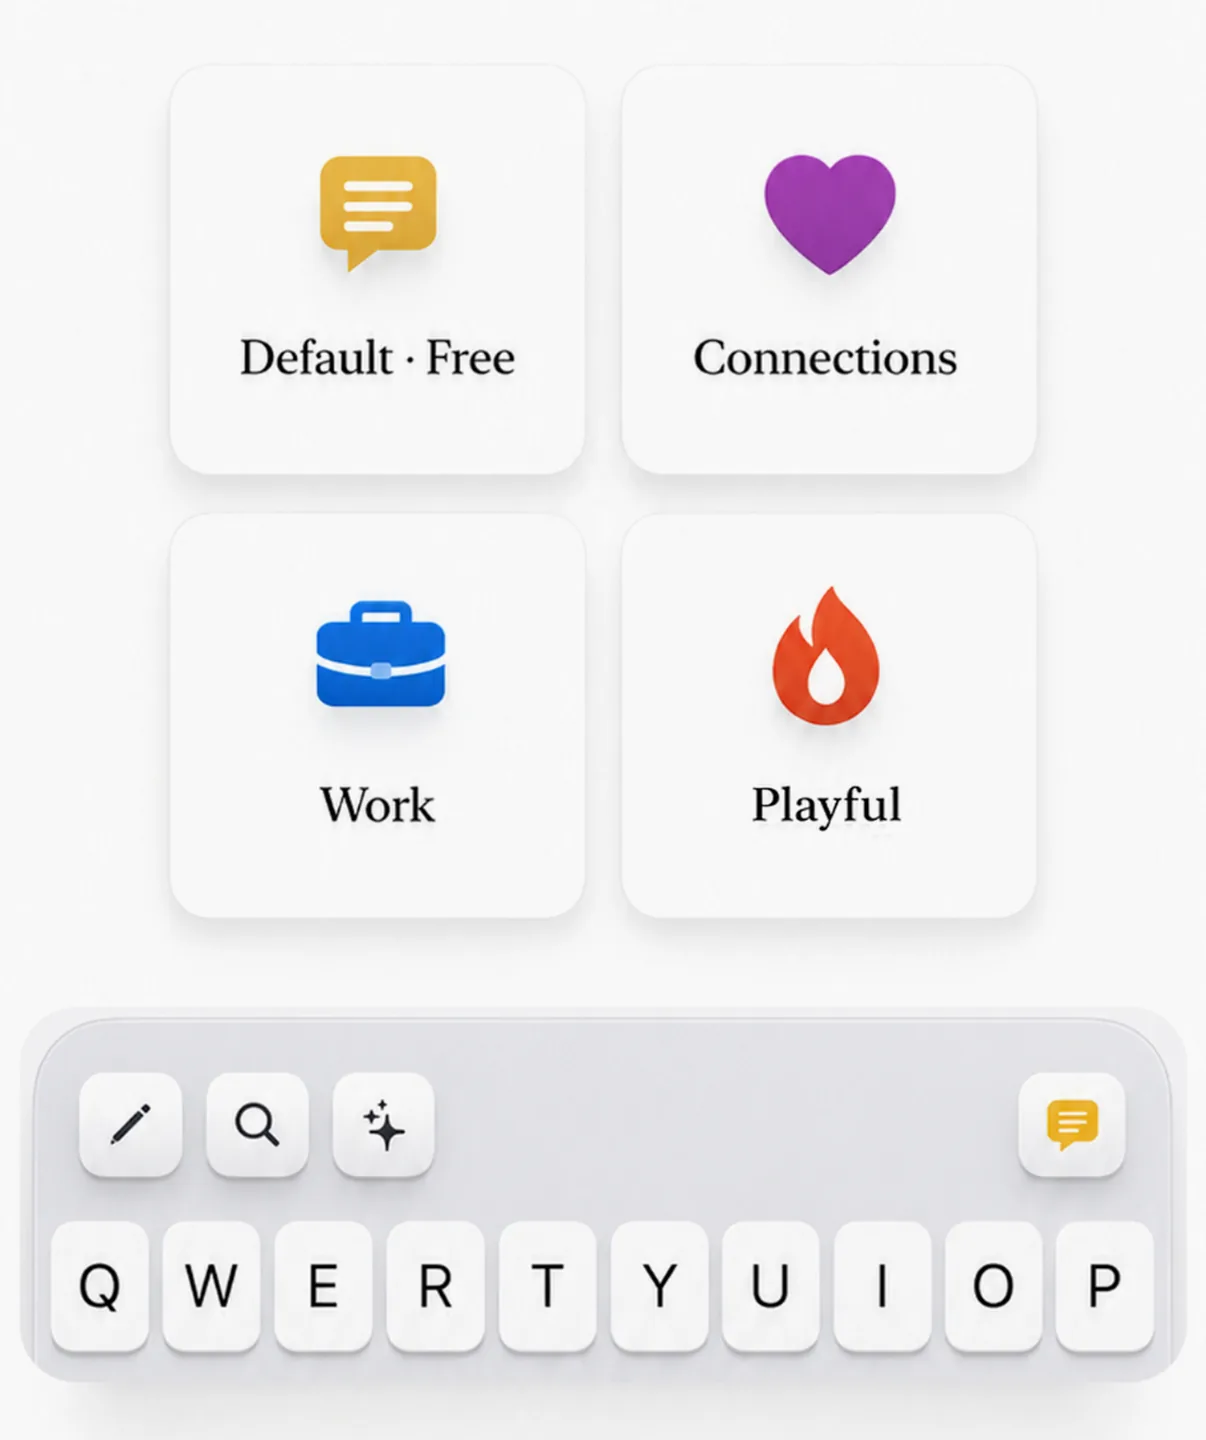 Default · Free
Connections
Work
Playful
Q W E R T Y U I O P